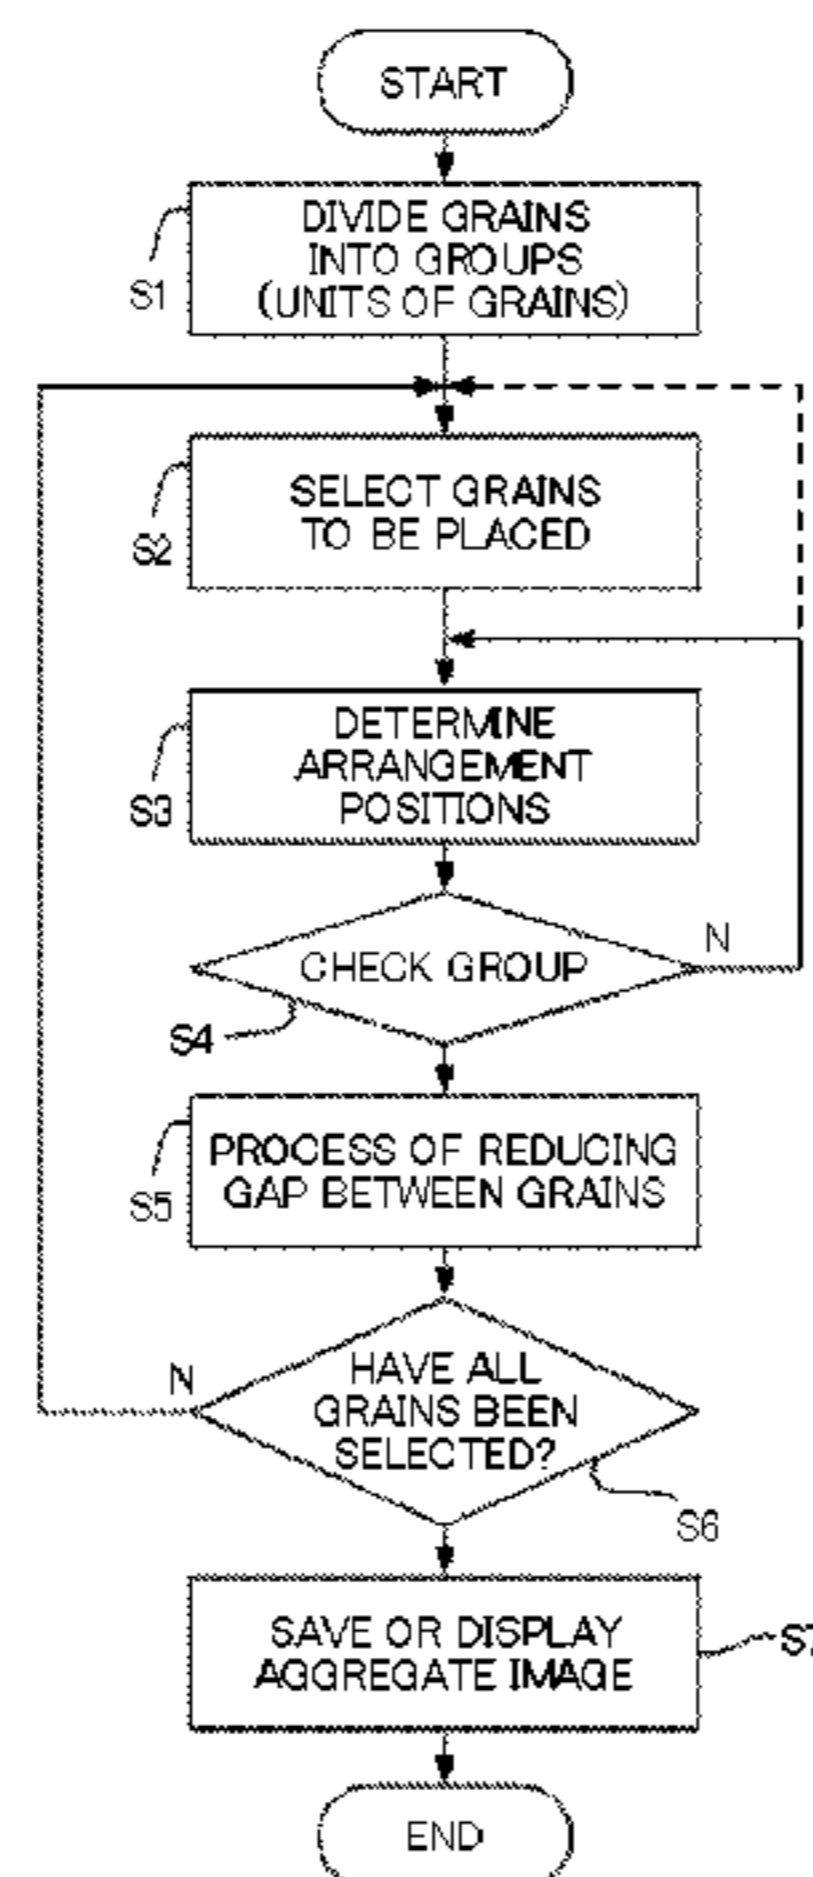 START
DIVIDE GRAINS
INTO GROUPS
(UNITS OF GRAINS)
S1
SELECT GRAINS
TO BE PLACED
S2
DETERMINE
ARRANGEMENT
POSITIONS
S3
CHECK GROUP
N
S4
PROCESS OF REDUCING
GAP BETWEEN GRAINS
S5
N
HAVE ALL
GRAINS BEEN
SELECTED?
S6
SAVE OR DISPLAY
AGGREGATE IMAGE
S7
END